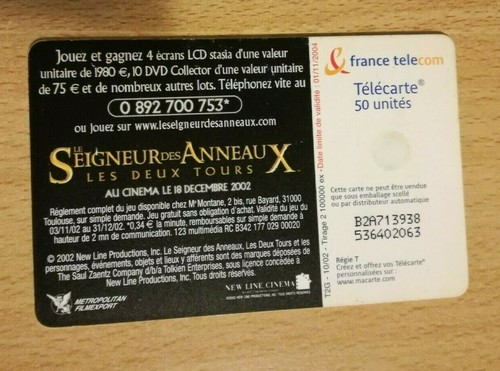 Jouez et gagnez 4 écrans LCD stasia d'une valeur
unitaire de 1980 €, 10 DVD Collector d'une valeur unitaire
de 75 € et de nombreux autres lots. Téléphonez vite au
0 892 700 753*
ou jouez sur www.leseigneurdesanneaux.com
LE SEIGNEUR DES ANNEAUX
LES DEUX TOURS
AU CINEMA LE 18 DECEMBRE 2002
Réglement complet du jeu disponible chez Me Montane, 2 bis, rue Bayard, 31000
Toulouse, sur simple demande. Jeu gratuit sans obligation d'achat. Validité du jeu du
03/11/02 au 31/12/02. *0,34 € la minute, remboursables sur simple demande à
hauteur de 2 mn de communication. 123 multimédia RC B342 177 029 00020
© 2002 New Line Productions, Inc. Le Seigneur des Anneaux, Les Deux Tours et les
personnages, événements, objets et lieux y afférents sont des marques déposées de
The Saul Zaentz Company d/b/a Tolkien Enterprises, sous licence de
New Line Productions, Inc. Tous droits réservés.
METROPOLITAN
FILMEXPORT
NEW LINE CINEMA
T2G - 10/02 - Tirage 2 100000 ex • Date limite de validité : 01/11/2004
france telecom
Télécarte®
50 unités
Cette carte ne peut être vendue
que sous emballage scellé
ou par distributeur automatique
B2A713938
536402063
Régie T
Créez et offrez vos Télécarte®
personnalisées sur :
www.macarte.com